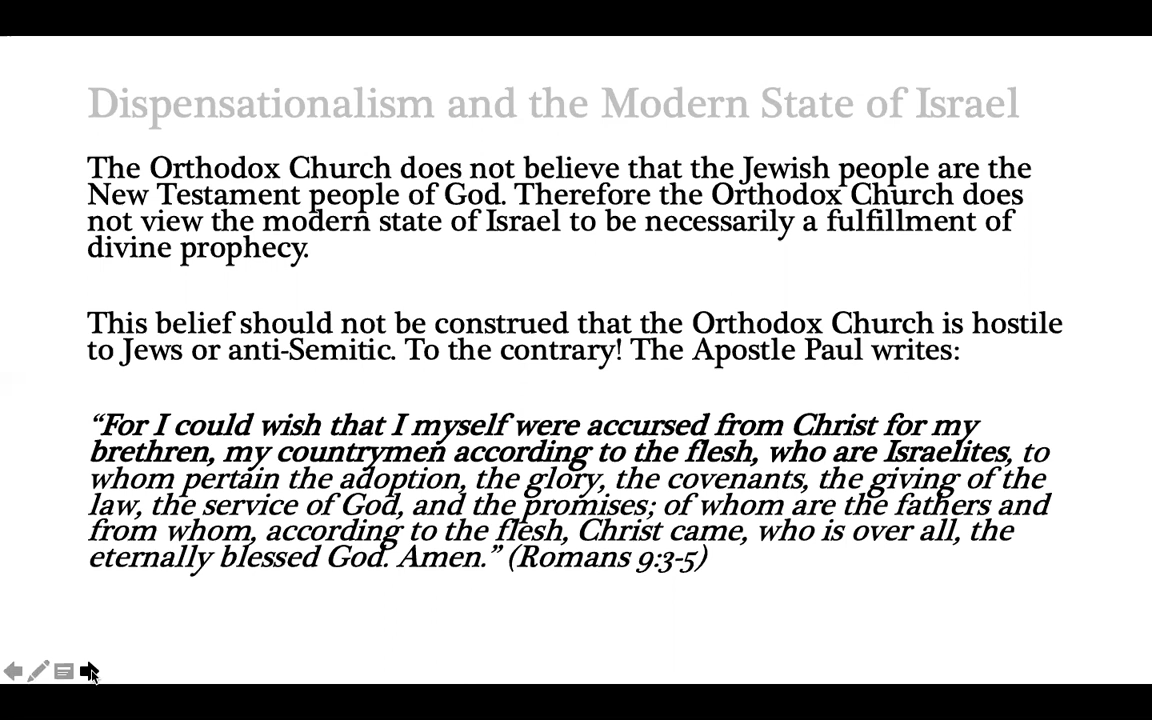 Dispensationalism and the Modern State of Israel
The Orthodox Church does not believe that the Jewish people are the
New Testament people of God. Therefore the Orthodox Church does
not view the modern state of Israel to be necessarily a fulfillment of
divine prophecy.
This belief should not be construed that the Orthodox Church is hostile
to Jews or anti-Semitic. To the contrary! The Apostle Paul writes:
“For I could wish that I myself were accursed from Christ for my
brethren, my countrymen according to the flesh, who are Israelites, to
whom pertain the adoption, the glory, the covenants, the giving of the
law, the service of God, and the promises; of whom are the fathers and
from whom, according to the flesh, Christ came, who is over all, the
eternally blessed God. Amen.” (Romans 9:3-5)